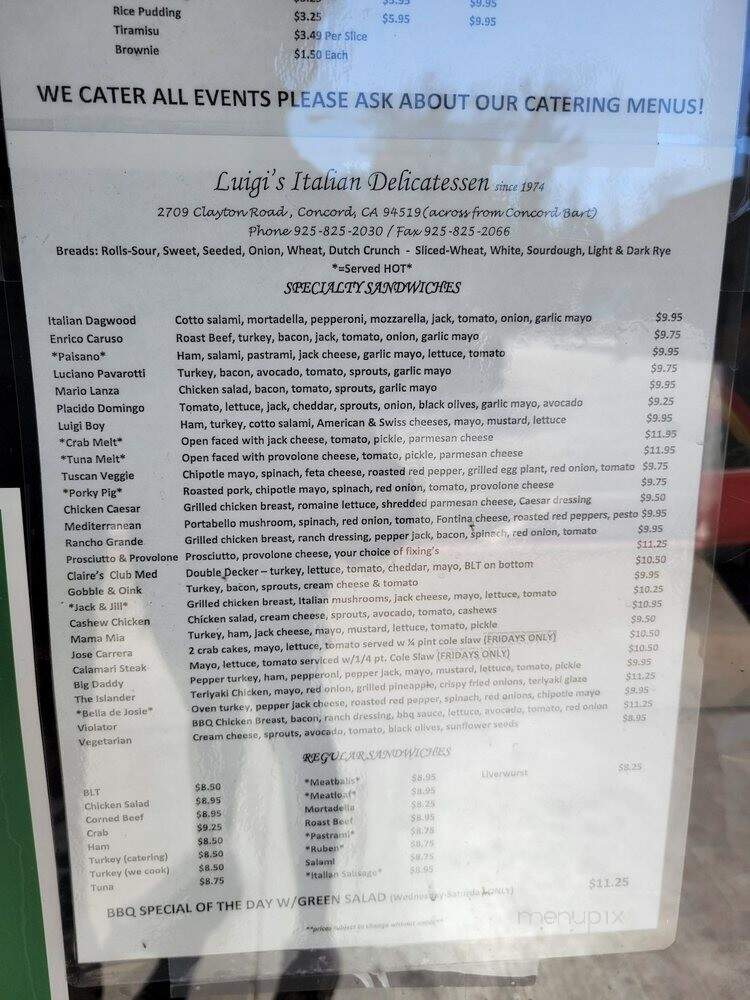 Rice Pudding $3.25 $5.95 $9.95
Tiramisu $3.49 Per Slice
Brownie $1.50 Each
WE CATER ALL EVENTS PLEASE ASK ABOUT OUR CATERING MENUS!
Luigi's Italian Delicatessen since 1974
2709 Clayton Road, Concord, CA 94519 (across from Concord Bart)
Phone 925-825-2030 / Fax 925-825-2066
Breads: Rolls-Sour, Sweet, Seeded, Onion, Wheat, Dutch Crunch - Sliced-Wheat, White, Sourdough, Light & Dark Rye
*=Served HOT*
SPECIALTY SANDWICHES
Italian Dagwood Cotto salami, mortadella, pepperoni, mozzarella, jack, tomato, onion, garlic mayo $9.95
Enrico Caruso Roast Beef, turkey, bacon, jack, tomato, onion, garlic mayo $9.75
*Paisano* Ham, salami, pastrami, jack cheese, garlic mayo, lettuce, tomato $9.95
Luciano Pavarotti Turkey, bacon, avocado, tomato, sprouts, garlic mayo $9.75
Mario Lanza Chicken salad, bacon, tomato, sprouts, garlic mayo $9.95
Placido Domingo Tomato, lettuce, jack, cheddar, sprouts, onion, black olives, garlic mayo, avocado $9.25
Luigi Boy Ham, turkey, cotto salami, American & Swiss cheeses, mayo, mustard, lettuce $9.95
*Crab Melt* Open faced with jack cheese, tomato, pickle, parmesan cheese $11.95
*Tuna Melt* Open faced with provolone cheese, tomato, pickle, parmesan cheese $11.95
Tuscan Veggie Chipotle mayo, spinach, feta cheese, roasted red pepper, grilled egg plant, red onion, tomato $9.75
*Porky Pig* Roasted pork, chipotle mayo, spinach, red onion, tomato, provolone cheese $9.75
Chicken Caesar Grilled chicken breast, romaine lettuce, shredded parmesan cheese, Caesar dressing $9.50
Mediterranean Portabello mushroom, spinach, red onion, tomato, Fontina cheese, roasted red peppers, pesto $9.95
Rancho Grande Grilled chicken breast, ranch dressing, pepper jack, bacon, spinach, red onion, tomato $9.95
Prosciutto & Provolone Prosciutto, provolone cheese, your choice of fixing's $11.25
Claire's Club Med Double Decker – turkey, lettuce, tomato, cheddar, mayo, BLT on bottom $10.50
Gobble & Oink Turkey, bacon, sprouts, cream cheese & tomato $9.95
*Jack & Jill* Grilled chicken breast, Italian mushrooms, jack cheese, mayo, lettuce, tomato $10.25
Cashew Chicken Chicken salad, cream cheese, sprouts, avocado, tomato, cashews $10.95
Mama Mia Turkey, ham, jack cheese, mayo, mustard, lettuce, tomato, pickle $9.50
Jose Carrera 2 crab cakes, mayo, lettuce, tomato served w ¼ pint cole slaw (FRIDAYS ONLY) $10.50
Calamari Steak Mayo, lettuce, tomato serviced w/1/4 pt. Cole Slaw (FRIDAYS ONLY) $10.50
Big Daddy Pepper turkey, ham, pepperoni, pepper jack, mayo, mustard, lettuce, tomato, pickle $9.95
The Islander Teriyaki Chicken, mayo, red onion, grilled pineapple, crispy fried onions, teriyaki glaze $11.25
*Bella de Josie* Oven turkey, pepper jack cheese, roasted red pepper, spinach, red onions, chipotle mayo $9.95
Violator BBQ Chicken Breast, bacon, ranch dressing, bbq sauce, lettuce, avocado, tomato, red onion $11.25
Vegetarian Cream cheese, sprouts, avocado, tomato, black olives, sunflower seeds $8.95
REGULAR SANDWICHES
BLT $8.50 *Meatballs* $8.95 Liverwurst $8.25
Chicken Salad $8.95 *Meatloaf* $8.95
Corned Beef $8.95 Mortadella $8.25
Crab $9.25 Roast Beef $8.95
Ham $8.50 *Pastrami* $8.75
Turkey (catering) $8.50 *Ruben* $8.75
Turkey (we cook) $8.50 Salami $8.75
Tuna $8.75 *Italian Sausage* $8.95
BBQ SPECIAL OF THE DAY W/GREEN SALAD (Wednesday-Saturday ONLY) $11.25
**prices subject to change without notice**
menupix